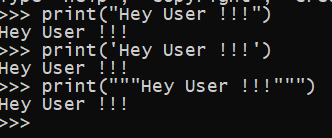 >>> print("Hey User !!!")
Hey User !!!
>>> print('Hey User !!!')
Hey User !!!
>>> print("""Hey User !!!""")
Hey User !!!
>>>